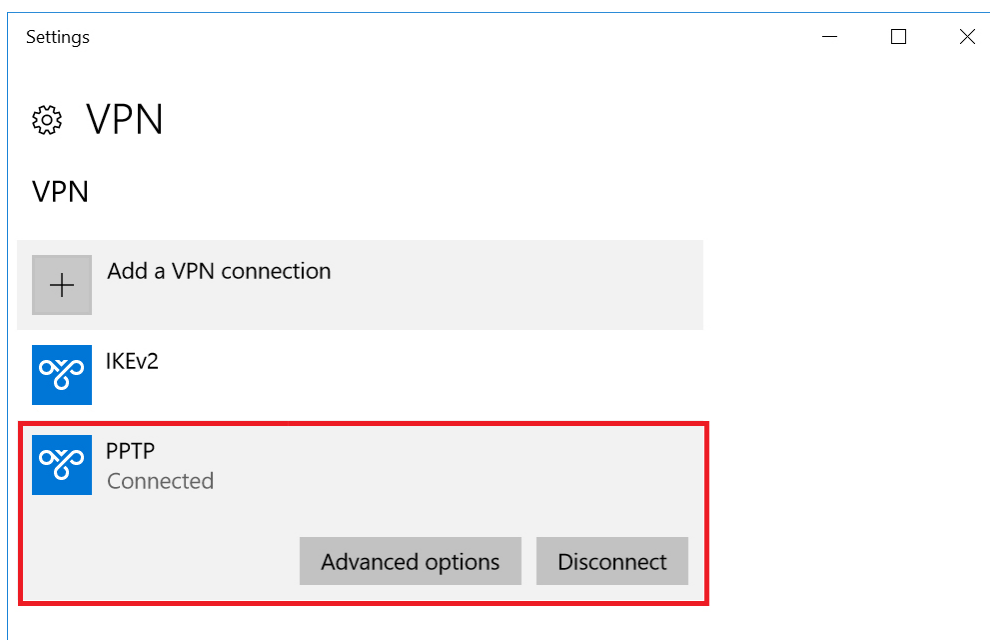 Settings
VPN
VPN
Add a VPN connection
IKEv2
PPTP
Connected
Advanced options
Disconnect